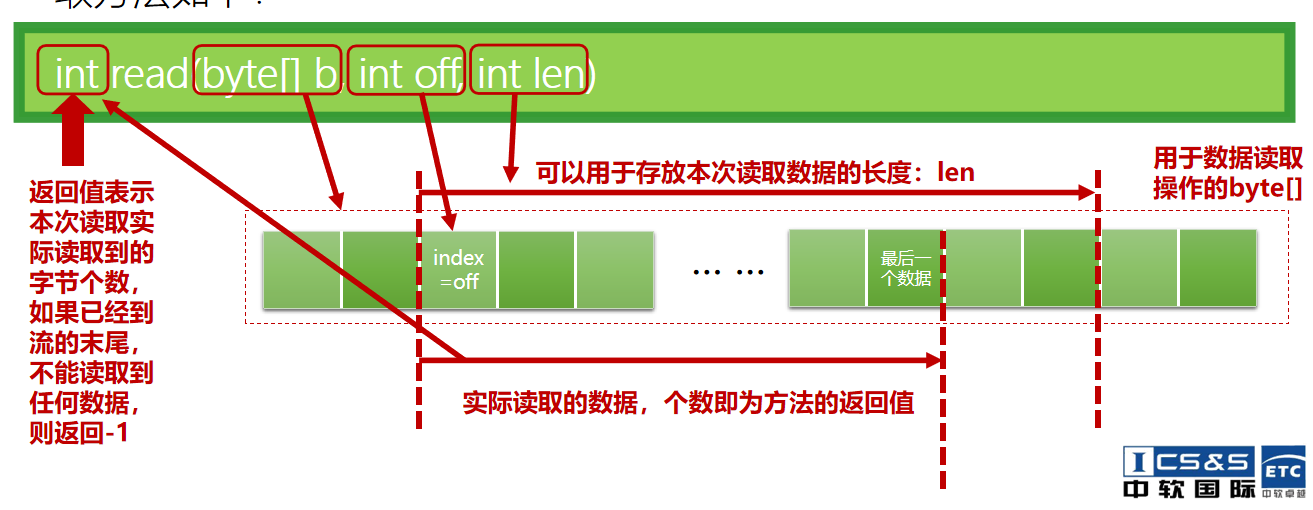 取方法如下：
int read(byte[] b, int off, int len)
可以用于存放本次读取数据的长度：len
用于数据读取
操作的byte[]
返回值表示
本次读取实
际读取到的
字节个数，
如果已经到
流的末尾，
不能读取到
任何数据，
则返回-1
index
=off
... ...
最后一
个数据
实际读取的数据，个数即为方法的返回值
ICS&S
中软国际
ETC
中软卓越